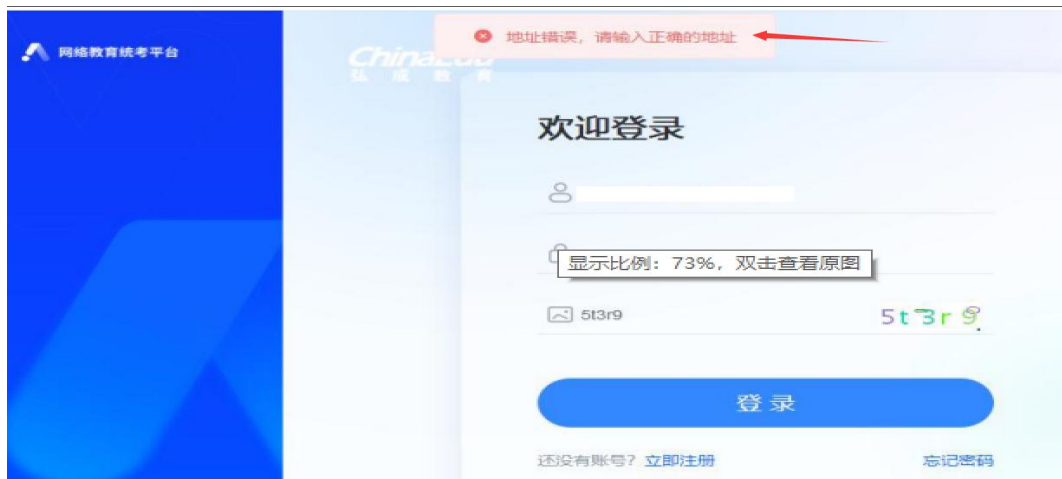 网络教育统考平台
地址错误，请输入正确的地址
弘成教育
欢迎登录
显示比例：73%，双击查看原图
5t3r9
5t3r9
登录
还没有账号？立即注册
忘记密码